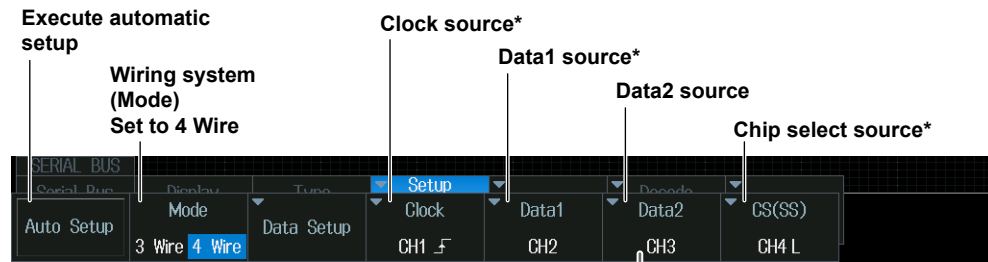 Execute automatic
setup
Clock source*
Data1 source*
Wiring system
(Mode)
Set to 4 Wire
Data2 source
Chip select source*
SERIAL BUS
Serial Bus Display Type Setup Decode
Auto Setup Mode Data Setup Clock Data1 Data2 CS(SS)
3 Wire 4 Wire CH1 CH2 CH3 CH4 L